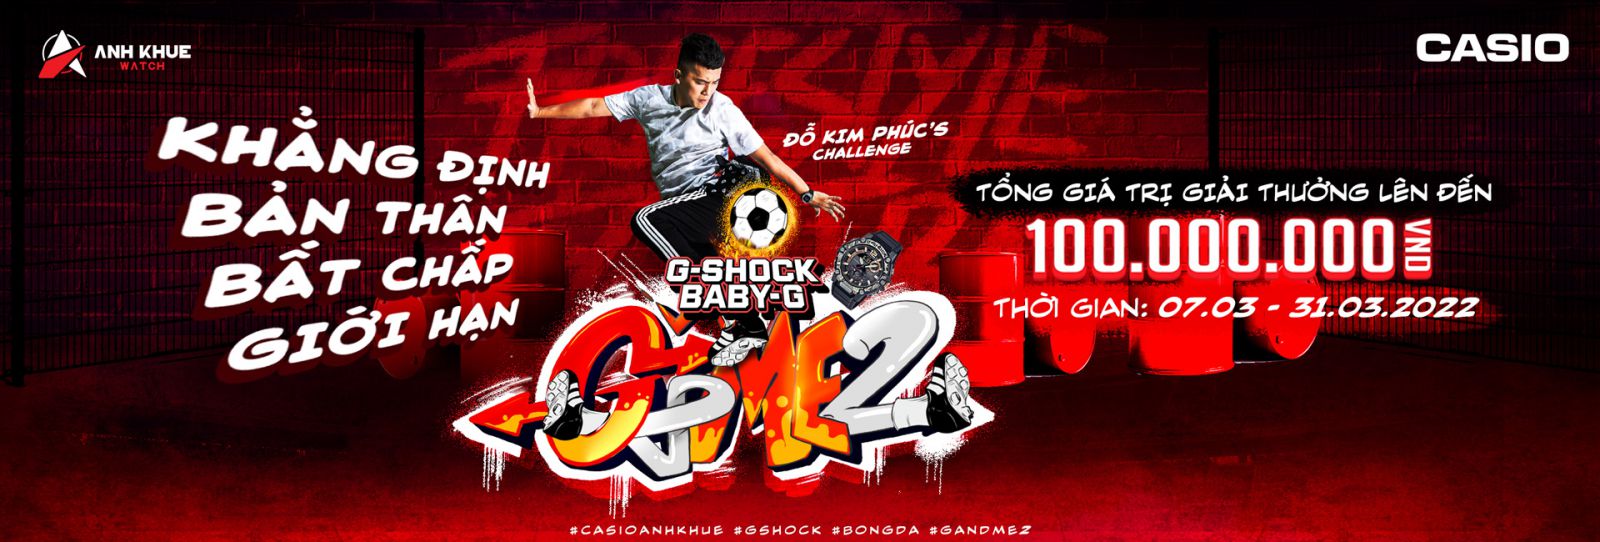 ANH KHUE
WATCH
CASIO
KHẲNG ĐỊNH
BẢN THÂN
BẤT CHẤP
GIỚI HẠN
ĐỖ KIM PHÚC'S
CHALLENGE
G-SHOCK
BABY-G
G&ME2
TỔNG GIÁ TRỊ GIẢI THƯỞNG LÊN ĐẾN
100.000.000 VND
THỜI GIAN: 07.03 - 31.03.2022
#CASIOANHKHUE #GSHOCK #BONGDA #GANDME2